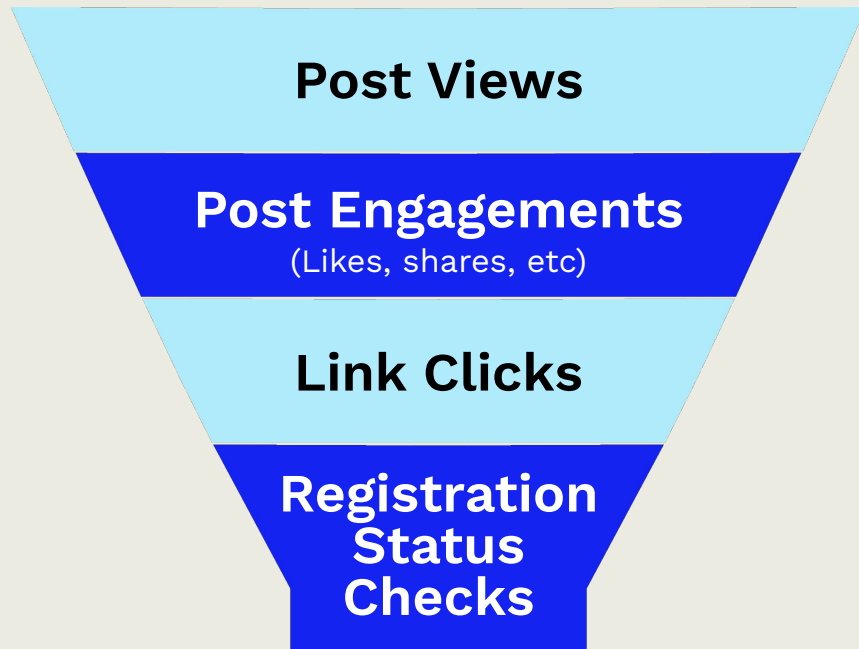 Post Views
Post Engagements
(Likes, shares, etc)
Link Clicks
Registration
Status
Checks